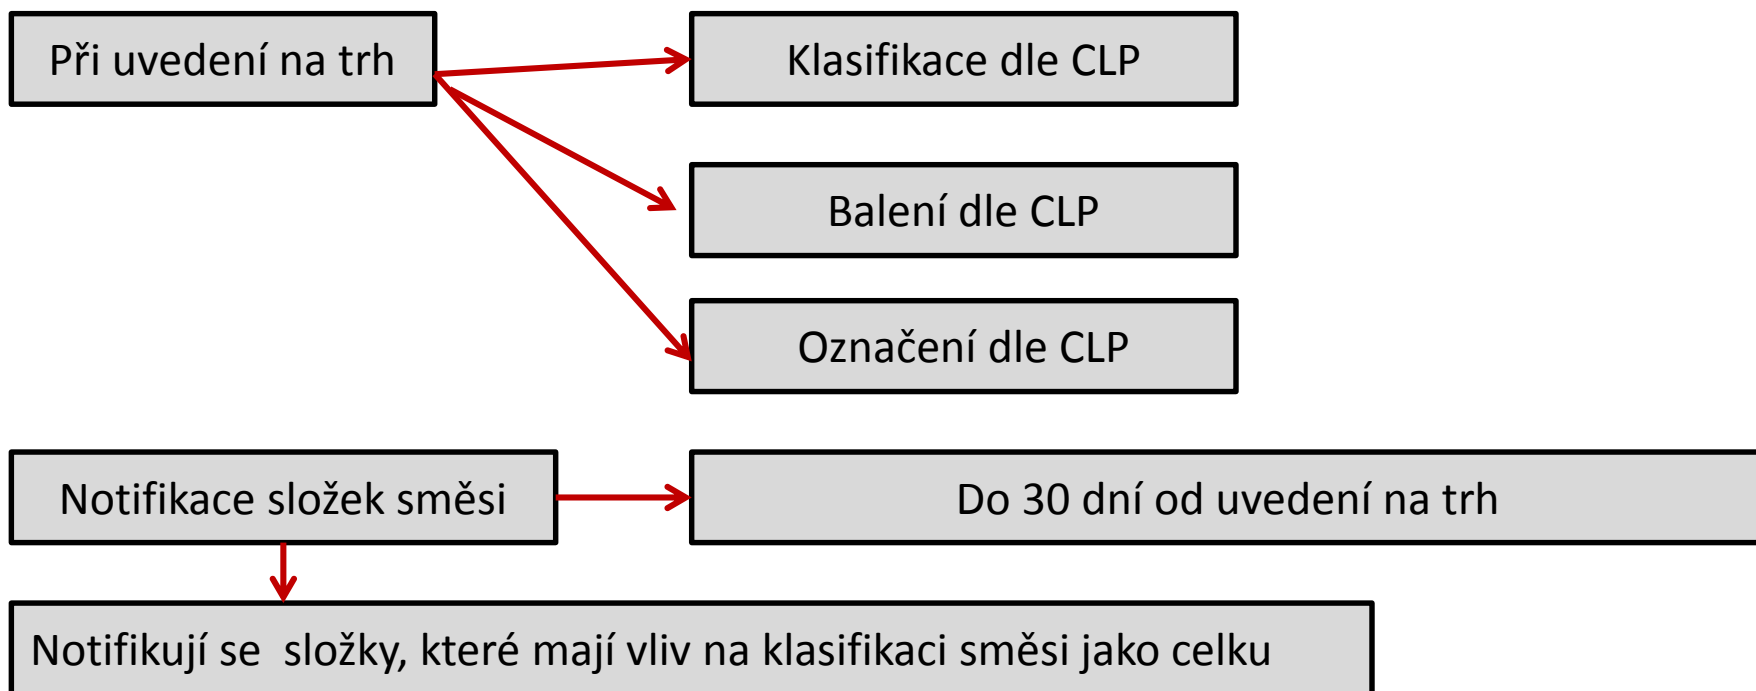 Při uvedení na trh
Klasifikace dle CLP
Balení dle CLP
Označení dle CLP
Notifikace složek směsi
Do 30 dní od uvedení na trh
Notifikují se  složky, které mají vliv na klasifikaci směsi jako celku